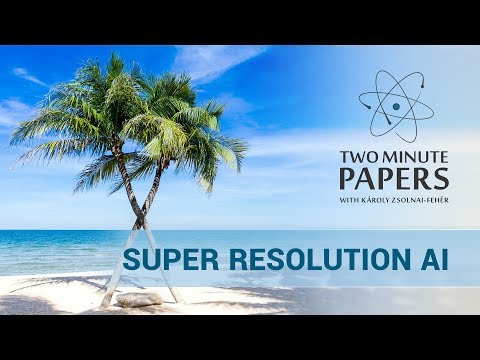 TWO MINUTE
PAPERS
WITH KÁROLY ZSOLNAI-FEHÉR
SUPER RESOLUTION AI